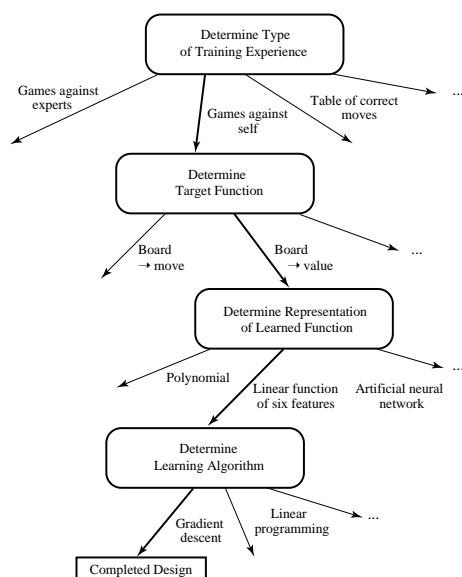 Determine Type
of Training Experience
Games against
experts
Games against
self
Table of correct
moves
...
Determine
Target Function
Board
→ move
Board
→ value
...
Determine Representation
of Learned Function
Polynomial
Linear function
of six features
Artificial neural
network
...
Determine
Learning Algorithm
Gradient
descent
Linear
programming
...
Completed Design